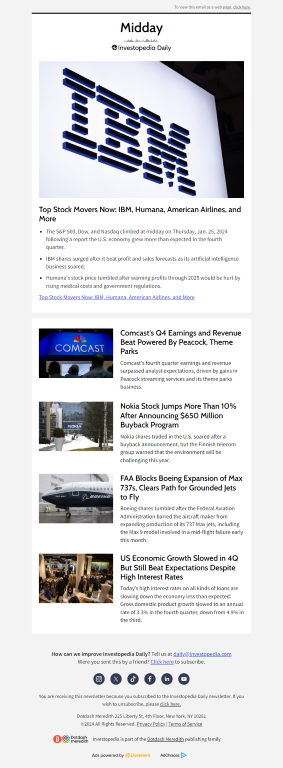 To view this email as a web page, click here.
Midday
Investopedia Daily
IBM
Top Stock Movers Now: IBM, Humana, American Airlines, and
More
The S&P 500, Dow, and Nasdaq climbed at midday on Thursday, Jan. 25, 2024
following a report the U.S. economy grew more than expected in the fourth
quarter.
IBM shares surged after it beat profit and sales forecasts as its artificial intelligence
business soared.
Humana's stock price tumbled after warning profits through 2025 would be hurt by
rising medical costs and government regulations.
Top Stock Movers Now: IBM, Humana, American Airlines, and More
COMCAST
Comcast's Q4 Earnings and Revenue
Beat Powered By Peacock, Theme
Parks
Comcast's fourth quarter earnings and revenue
surpassed analyst expectations, driven by gains in
Peacock streaming services and its theme parks
business.
NOKIA
Nokia Stock Jumps More Than 10%
After Announcing $650 Million
Buyback Program
Nokia shares traded in the U.S. soared after a
buyback announcement, but the Finnish telecom
group warned that the environment will be
challenging this year.
FAA Blocks Boeing Expansion of Max
737s, Clears Path for Grounded Jets
to Fly
Boeing shares tumbled after the Federal Aviation
Administration barred the aircraft maker from
expanding production of its 737 Max jets, including
the Max 9 model involved in a mid-flight failure early
this month.
US Economic Growth Slowed in 4Q
But Still Beat Expectations Despite
High Interest Rates
Today's high interest rates on all kinds of loans are
slowing down the economy less than expected:
Gross domestic product growth slowed to an annual
rate of 3.3% in the fourth quarter, down from 4.9% in
the third.
How can we improve Investopedia Daily? Tell us at daily@investopedia.com
Were you sent this by a friend? Click here to subscribe.
You are receiving this newsletter because you subscribed to the Investopedia Daily newsletter. If you
wish to unsubscribe, please click here.
Dotdash Meredith 225 Liberty St, 4th Floor, New York, NY 10281
©2024 All Rights Reserved. Privacy Policy | Terms of Service
Dotdash meredith Investopedia is part of the Dotdash Meredith publishing family.
Ads powered by LiveIntent AdChoices